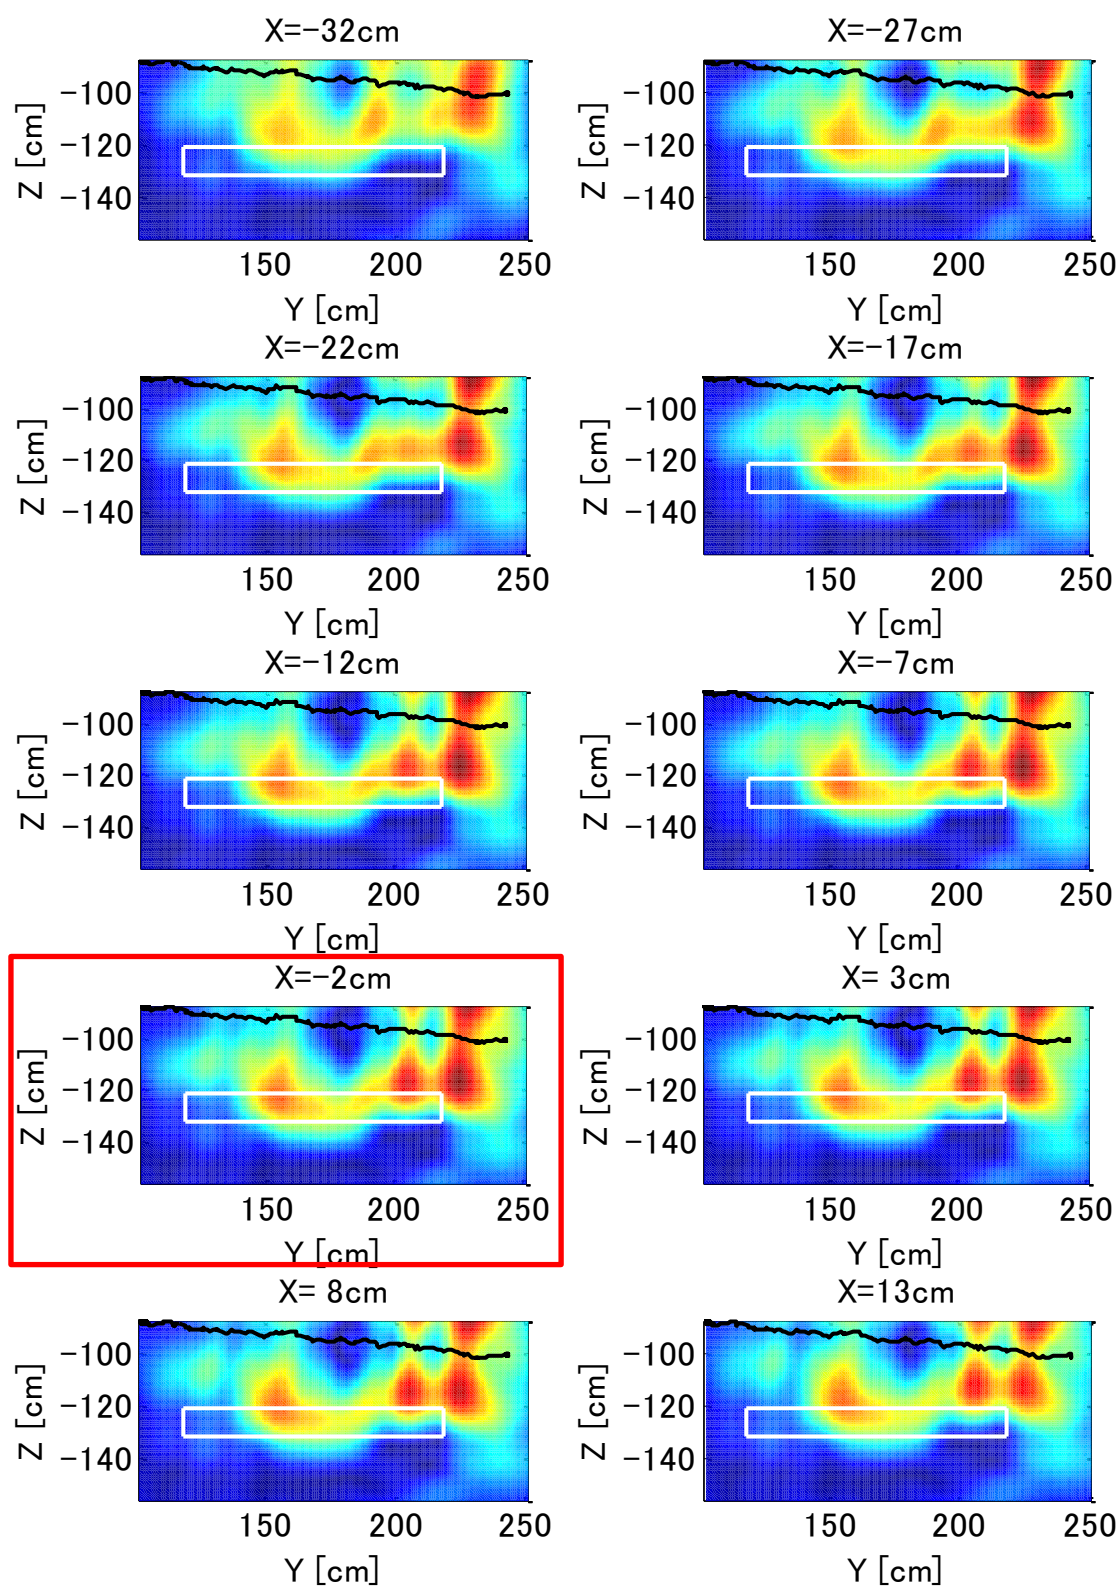 X=-32cm X=-27cm
Z [cm] -100 Z [cm] -100
-120 -120
-140 -140
150 200 250 150 200 250
Y [cm] Y [cm]
X=-22cm X=-17cm
Z [cm] -100 Z [cm] -100
-120 -120
-140 -140
150 200 250 150 200 250
Y [cm] Y [cm]
X=-12cm X=-7cm
Z [cm] -100 Z [cm] -100
-120 -120
-140 -140
150 200 250 150 200 250
Y [cm] Y [cm]
X=-2cm X= 3cm
Z [cm] -100 Z [cm] -100
-120 -120
-140 -140
150 200 250 150 200 250
Y [cm] Y [cm]
X= 8cm X=13cm
Z [cm] -100 Z [cm] -100
-120 -120
-140 -140
150 200 250 150 200 250
Y [cm] Y [cm]